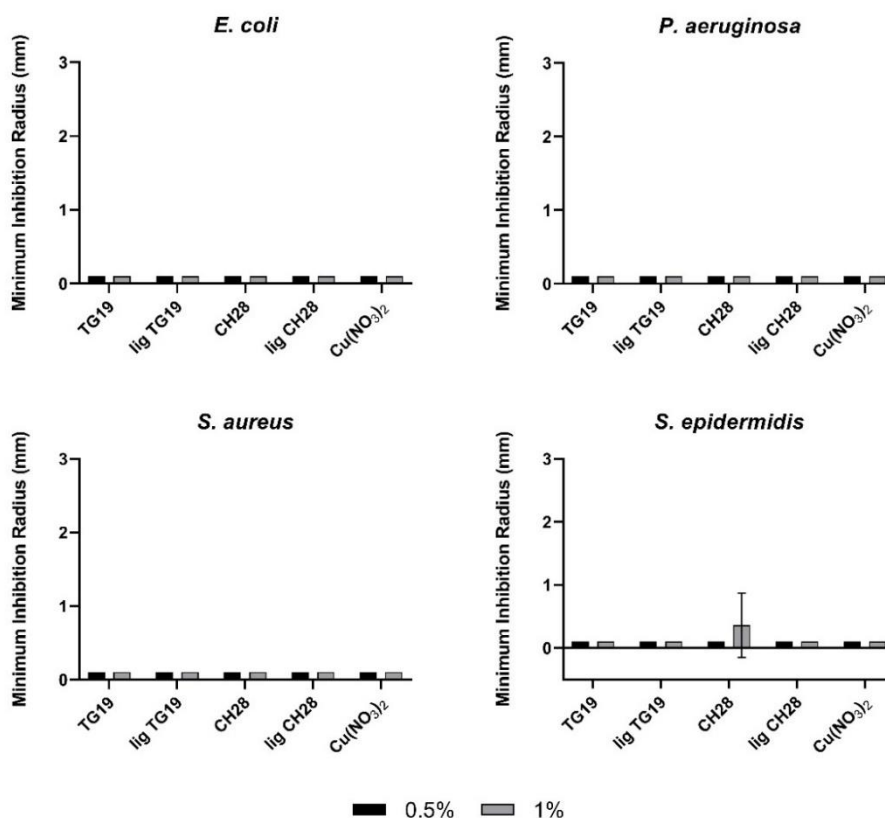 E. coli
Minimum Inhibition Radius (mm)
3
2
1
0
TG19
lig TG19
CH28
lig CH28
Cu(NO₃)₂
P. aeruginosa
Minimum Inhibition Radius (mm)
3
2
1
0
TG19
lig TG19
CH28
lig CH28
Cu(NO₃)₂
S. aureus
Minimum Inhibition Radius (mm)
3
2
1
0
TG19
lig TG19
CH28
lig CH28
Cu(NO₃)₂
S. epidermidis
Minimum Inhibition Radius (mm)
3
2
1
0
TG19
lig TG19
CH28
lig CH28
Cu(NO₃)₂
0.5%
1%